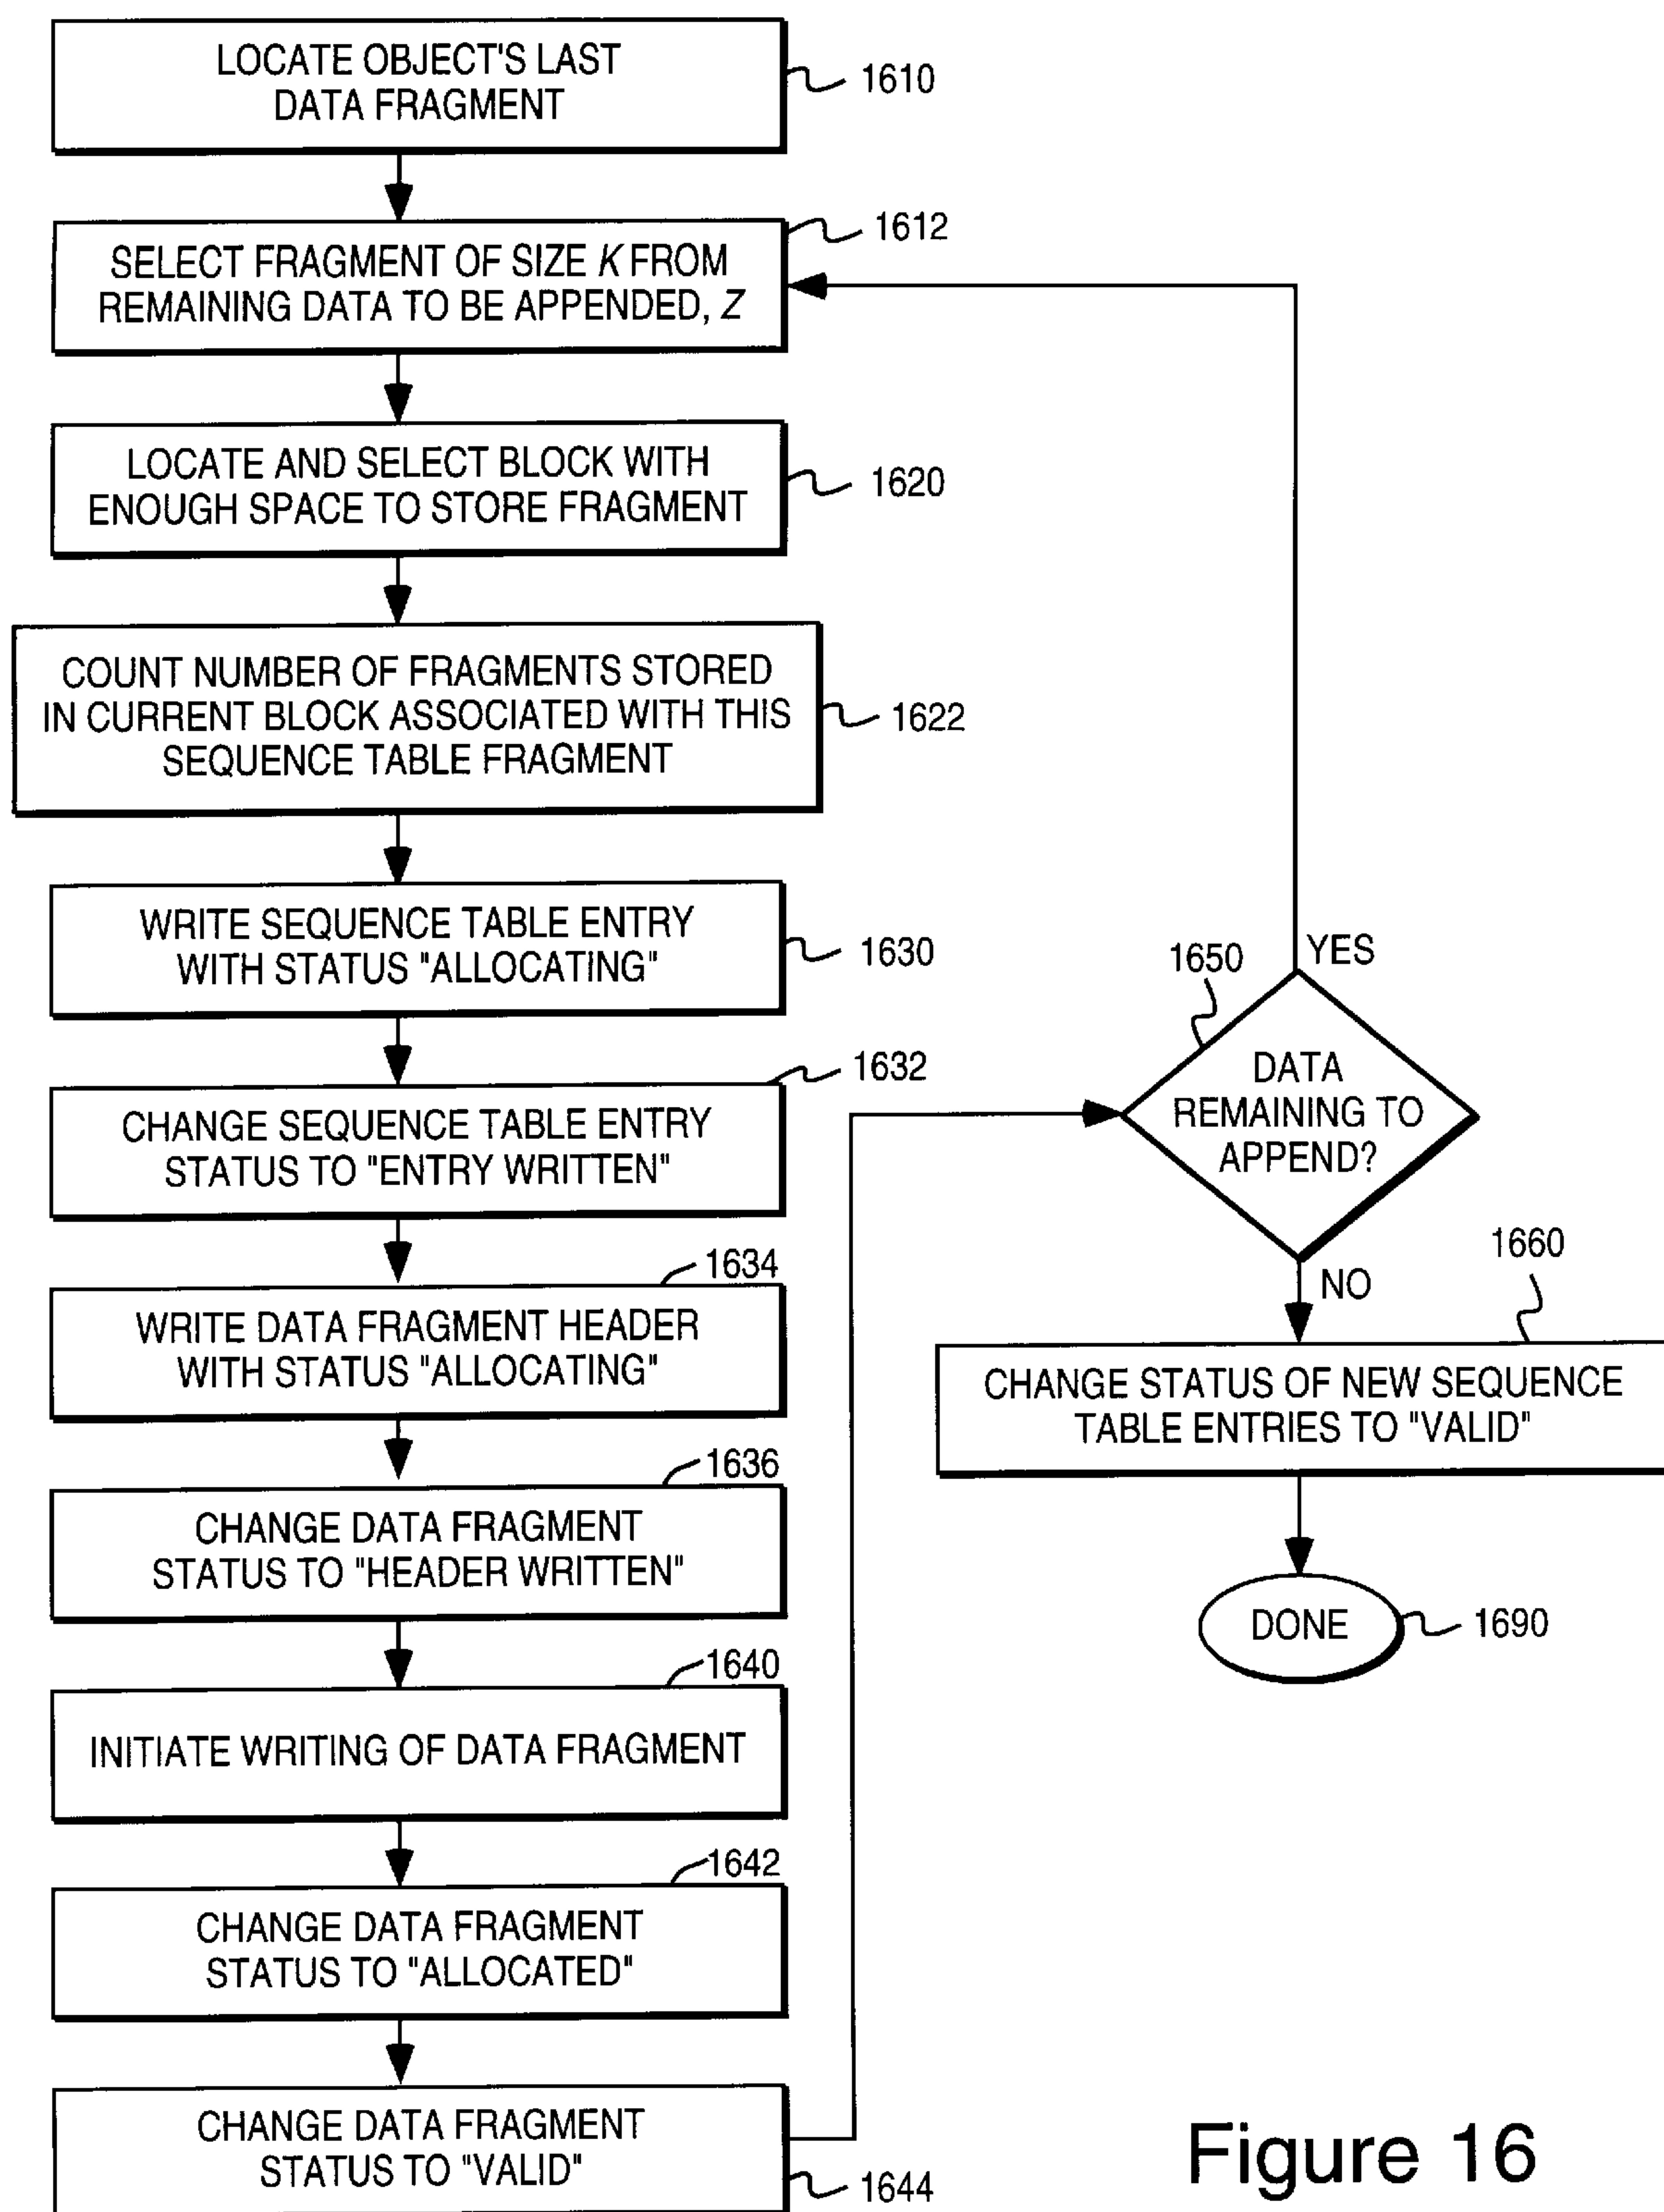 LOCATE OBJECT'S LAST
DATA FRAGMENT
1610
1612
SELECT FRAGMENT OF SIZE K FROM
REMAINING DATA TO BE APPENDED, Z
LOCATE AND SELECT BLOCK WITH
ENOUGH SPACE TO STORE FRAGMENT
1620
COUNT NUMBER OF FRAGMENTS STORED
IN CURRENT BLOCK ASSOCIATED WITH THIS
SEQUENCE TABLE FRAGMENT
1622
WRITE SEQUENCE TABLE ENTRY
WITH STATUS "ALLOCATING"
1630
1632
CHANGE SEQUENCE TABLE ENTRY
STATUS TO "ENTRY WRITTEN"
1634
WRITE DATA FRAGMENT HEADER
WITH STATUS "ALLOCATING"
1636
CHANGE DATA FRAGMENT
STATUS TO "HEADER WRITTEN"
1640
INITIATE WRITING OF DATA FRAGMENT
1642
CHANGE DATA FRAGMENT
STATUS TO "ALLOCATED"
CHANGE DATA FRAGMENT
STATUS TO "VALID"
1644
1650
YES
DATA
REMAINING TO
APPEND?
NO
1660
CHANGE STATUS OF NEW SEQUENCE
TABLE ENTRIES TO "VALID"
DONE
1690
Figure 16